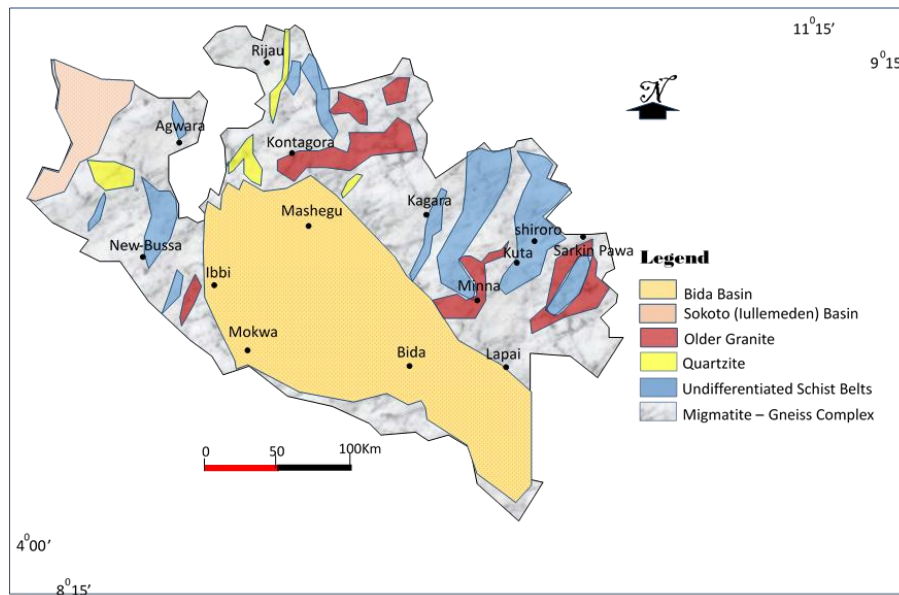 11⁰15’
9⁰15’
N
Rijau
Agwara
Kontagora
Kagara
Mashegu
shiroro
Sarkin Pawa
New-Bussa
Kuta
Ibbi
Minna
Mokwa
Bida
Lapai
Legend
Bida Basin
Sokoto (Iullemeden) Basin
Older Granite
Quartzite
Undifferentiated Schist Belts
Migmatite – Gneiss Complex
0 50 100Km
4⁰00’
8⁰15’